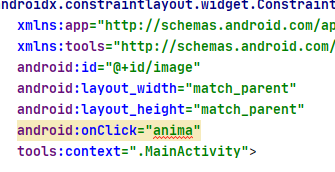 androidx.constraintlayout.widget.Constraint
xmlns:app="http://schemas.android.com/ap
xmlns:tools="http://schemas.android.com/
android:id="@+id/image"
android:layout_width="match_parent"
android:layout_height="match_parent"
android:onClick="anima"
tools:context=".MainActivity">